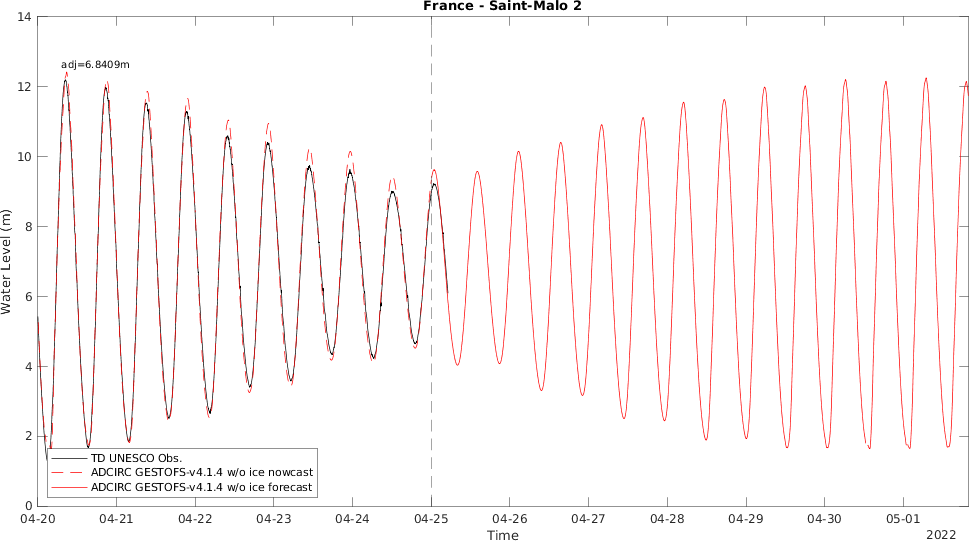 France - Saint-Malo 2
14
12
10
8
6
4
2
0
Water Level (m)
adj=6.8409m
TD UNESCO Obs.
ADCIRC GESTOFS-v4.1.4 w/o ice nowcast
ADCIRC GESTOFS-v4.1.4 w/o ice forecast
04-20 04-21 04-22 04-23 04-24 04-25 04-26 04-27 04-28 04-29 04-30 05-01
Time
2022